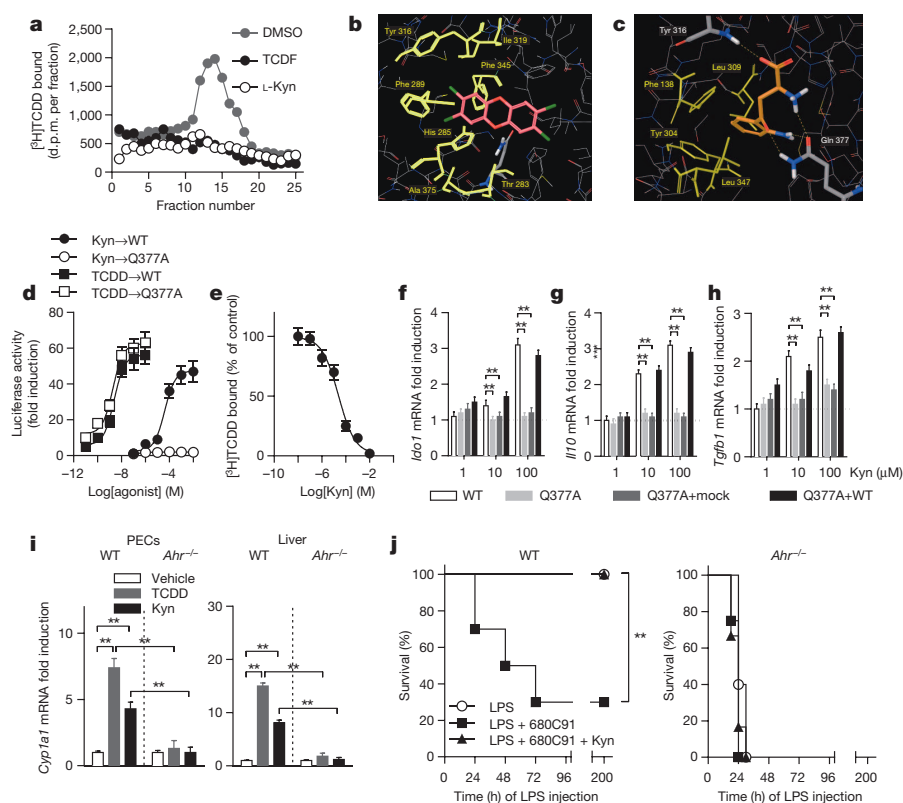 a
2,500
2,000
1,500
1,000
500
0
[³H]TCDD bound
(d.p.m. per fraction)
0 5 10 15 20 25
Fraction number
DMSO
TCDF
L-Kyn
b
Tyr 316
Ile 319
Phe 345
Phe 289
His 285
Ala 375
Thr 283
c
Tyr 316
Leu 309
Phe 138
Tyr 304
Gln 377
Leu 347
Kyn→WT
Kyn→Q377A
TCDD→WT
TCDD→Q377A
d
80
60
40
20
0
Luciferase activity
(fold induction)
−12 −8 −4 0
Log[agonist] (M)
e
100
50
0
[³H]TCDD bound (% of control)
−10 −5 0
Log[Kyn] (M)
f
4
3
2
1
Ido1 mRNA fold induction
** ** ** **
1 10 100
g
4
3
2
1
Il10 mRNA fold induction
** ** ** ** **
1 10 100
h
3
2
1
0
Tgfb1 mRNA fold induction
** ** ** **
1 10 100 Kyn (μM)
WT Q377A Q377A+mock Q377A+WT
i
PECs
WT Ahr−/−
Vehicle
TCDD
Kyn
10
5
0
Cyp1a1 mRNA fold induction
** ** ** **
Liver
WT Ahr−/−
30
15
0
** ** ** **
j
WT
100
80
60
40
20
0
Survival (%)
LPS
LPS + 680C91
LPS + 680C91 + Kyn
**
0 24 48 72 96 200
Time (h) of LPS injection
Ahr−/−
100
80
60
40
20
0
Survival (%)
0 24 48 72 96 200
Time (h) of LPS injection